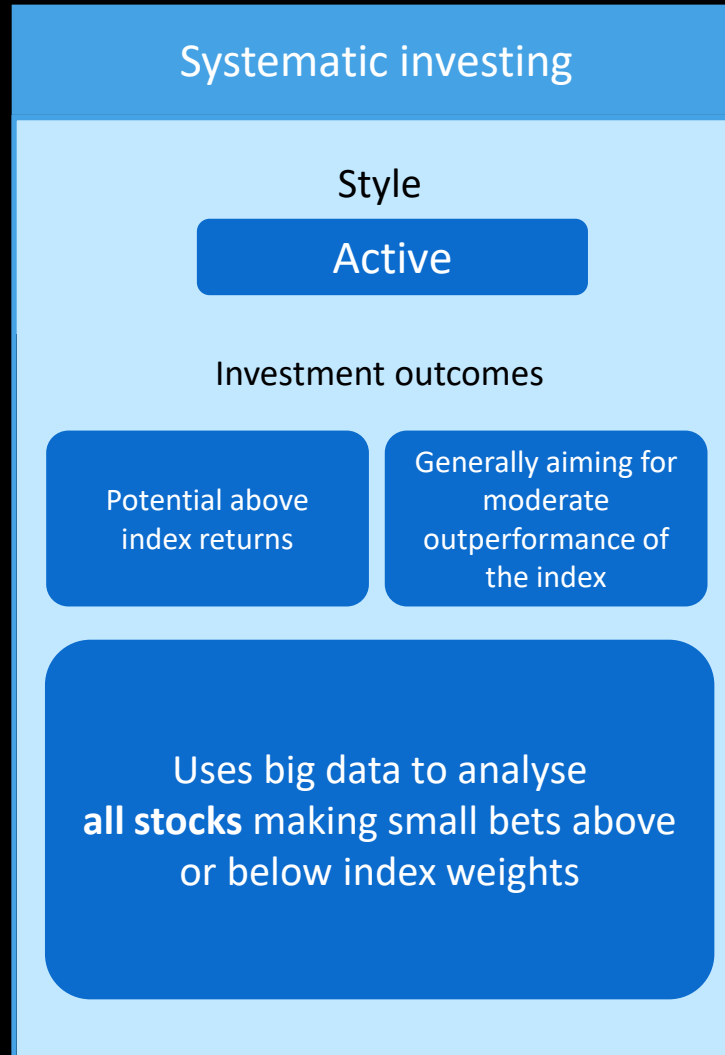 Systematic investing
Style
Active
Investment outcomes
Potential above
index returns
Generally aiming for
moderate
outperformance of
the index
Uses big data to analyse
all stocks making small bets above
or below index weights